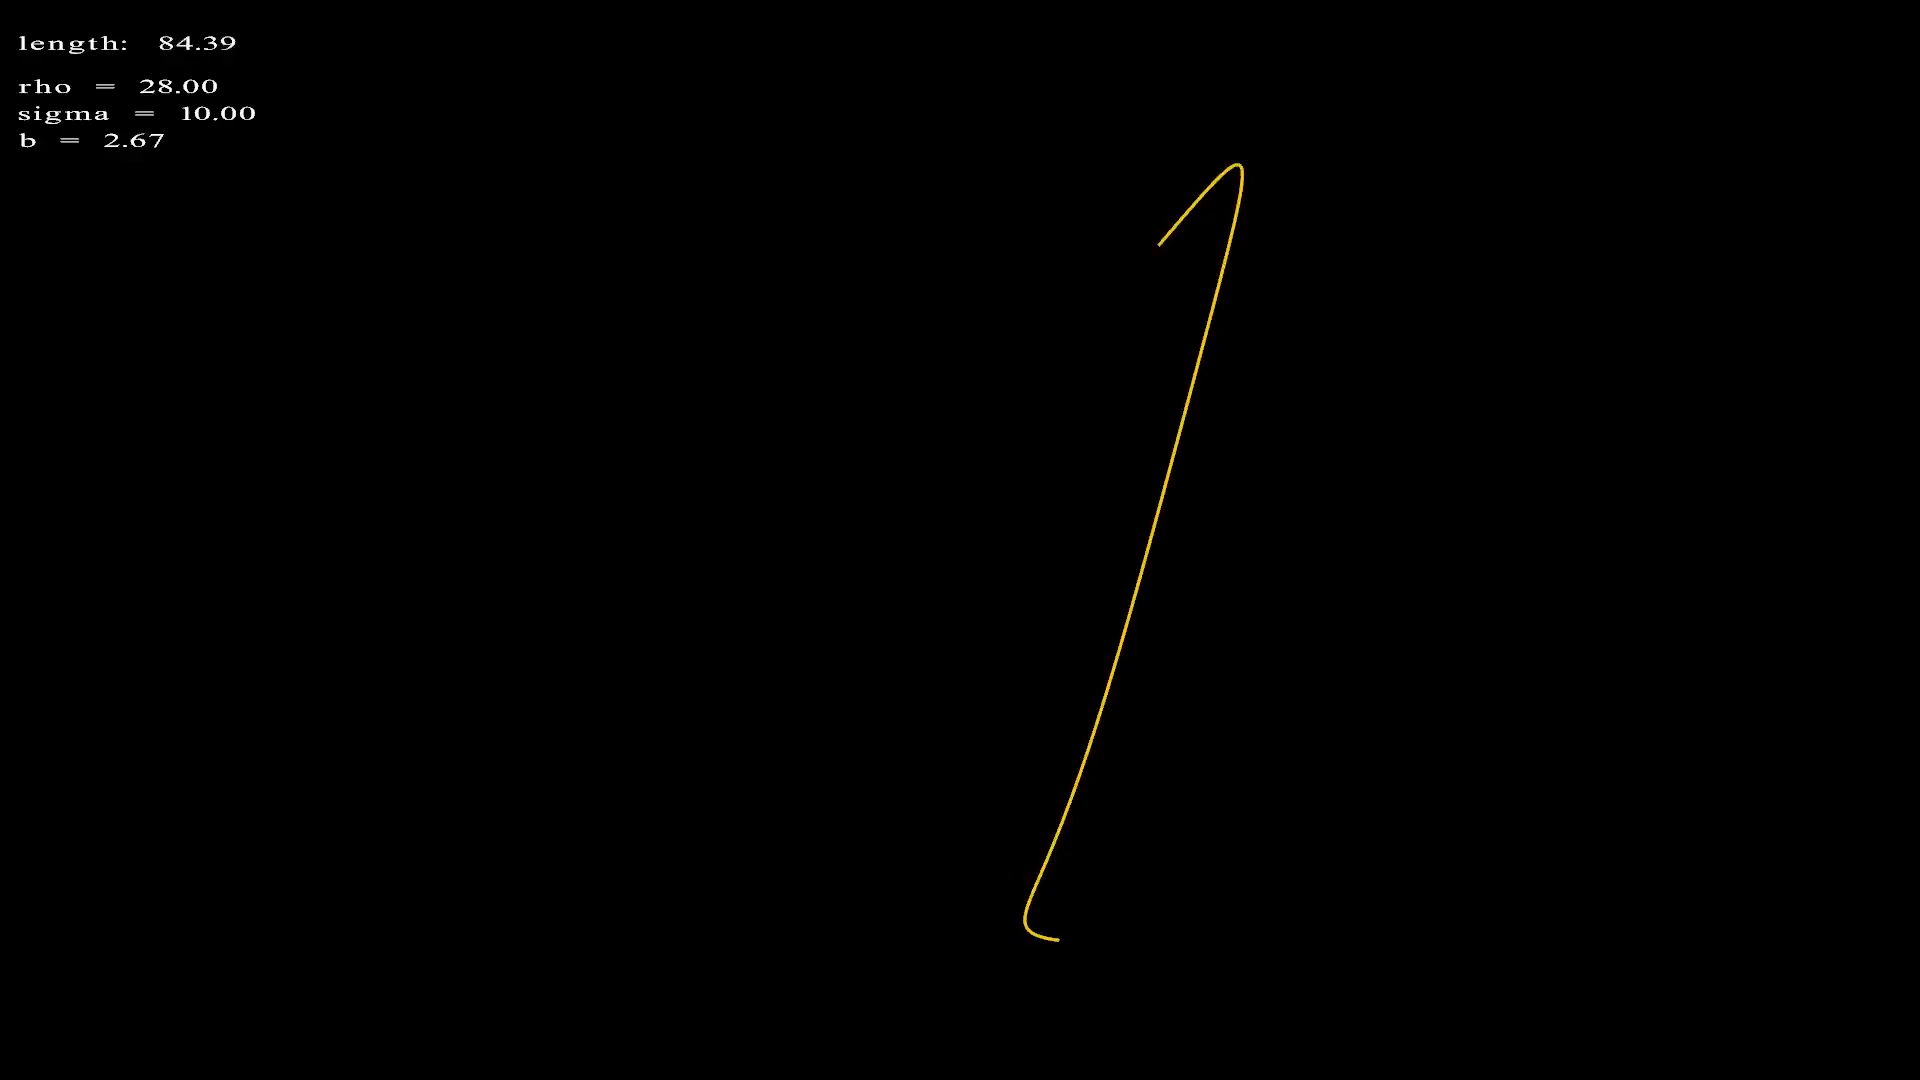 length: 84.39
rho = 28.00
sigma = 10.00
b = 2.67